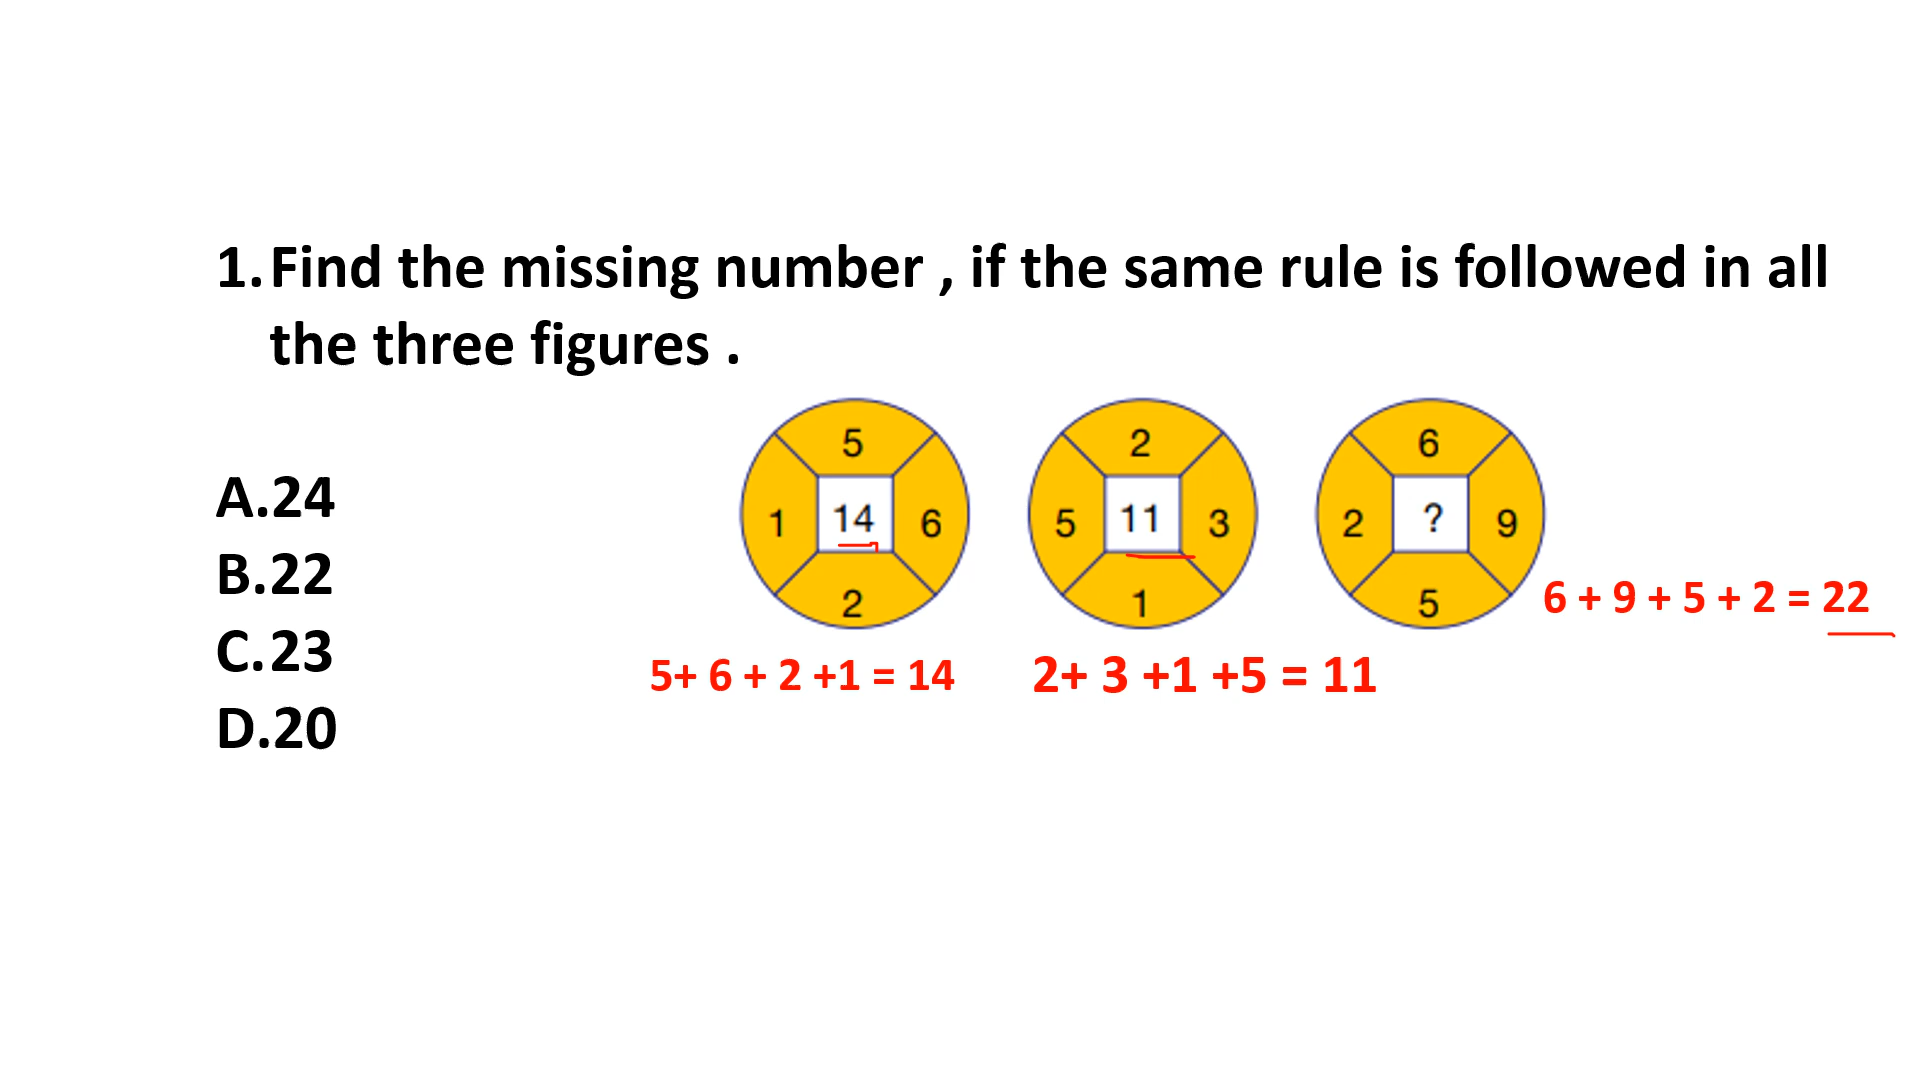 1. Find the missing number , if the same rule is followed in all
the three figures .
A.24
B.22
C.23
D.20
5
1 14 6
2
2
5 11 3
1
6
2 ? 9
5
5+ 6 + 2 +1 = 14
2+ 3 +1 +5 = 11
6 + 9 + 5 + 2 = 22